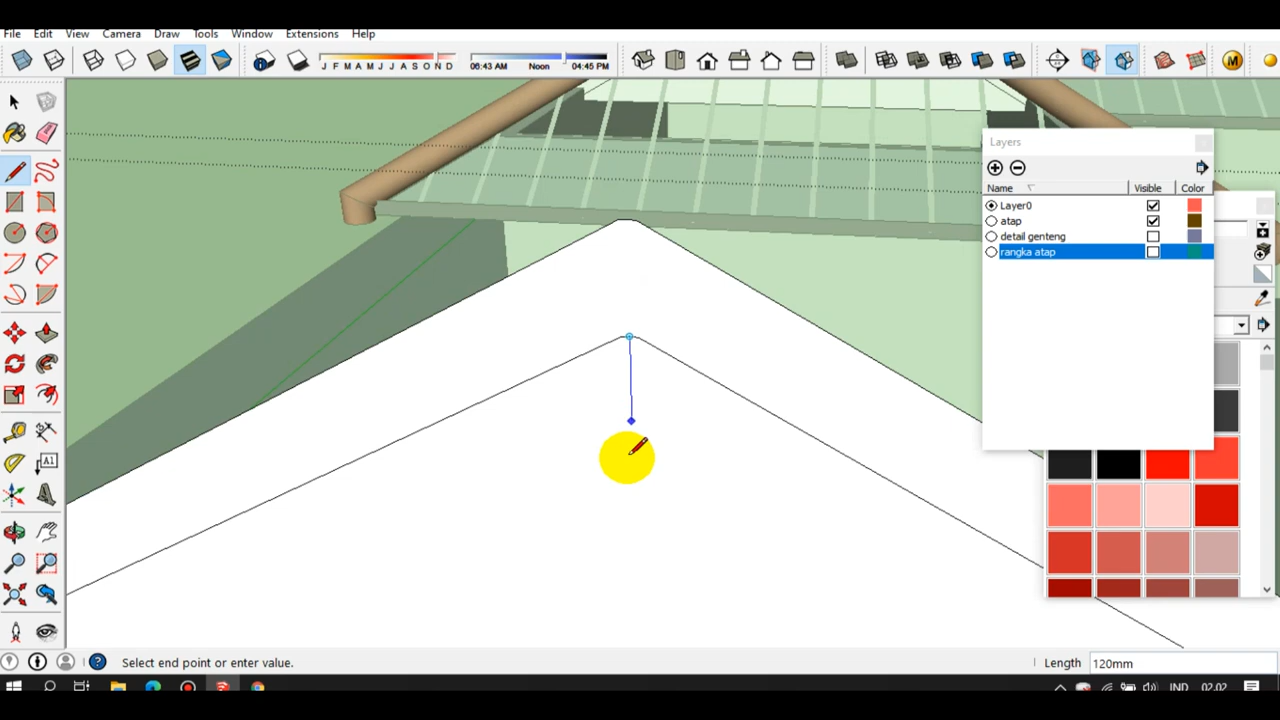 File Edit View Camera Draw Tools Window Extensions Help
J F M A M J J A S O N D 06:43 AM Noon 04:45 PM
M
Layers
Name Visible Color
Layer0
atap
detail genteng
rangka atap
A1
Select end point or enter value. Length 120mm
IND 02.02